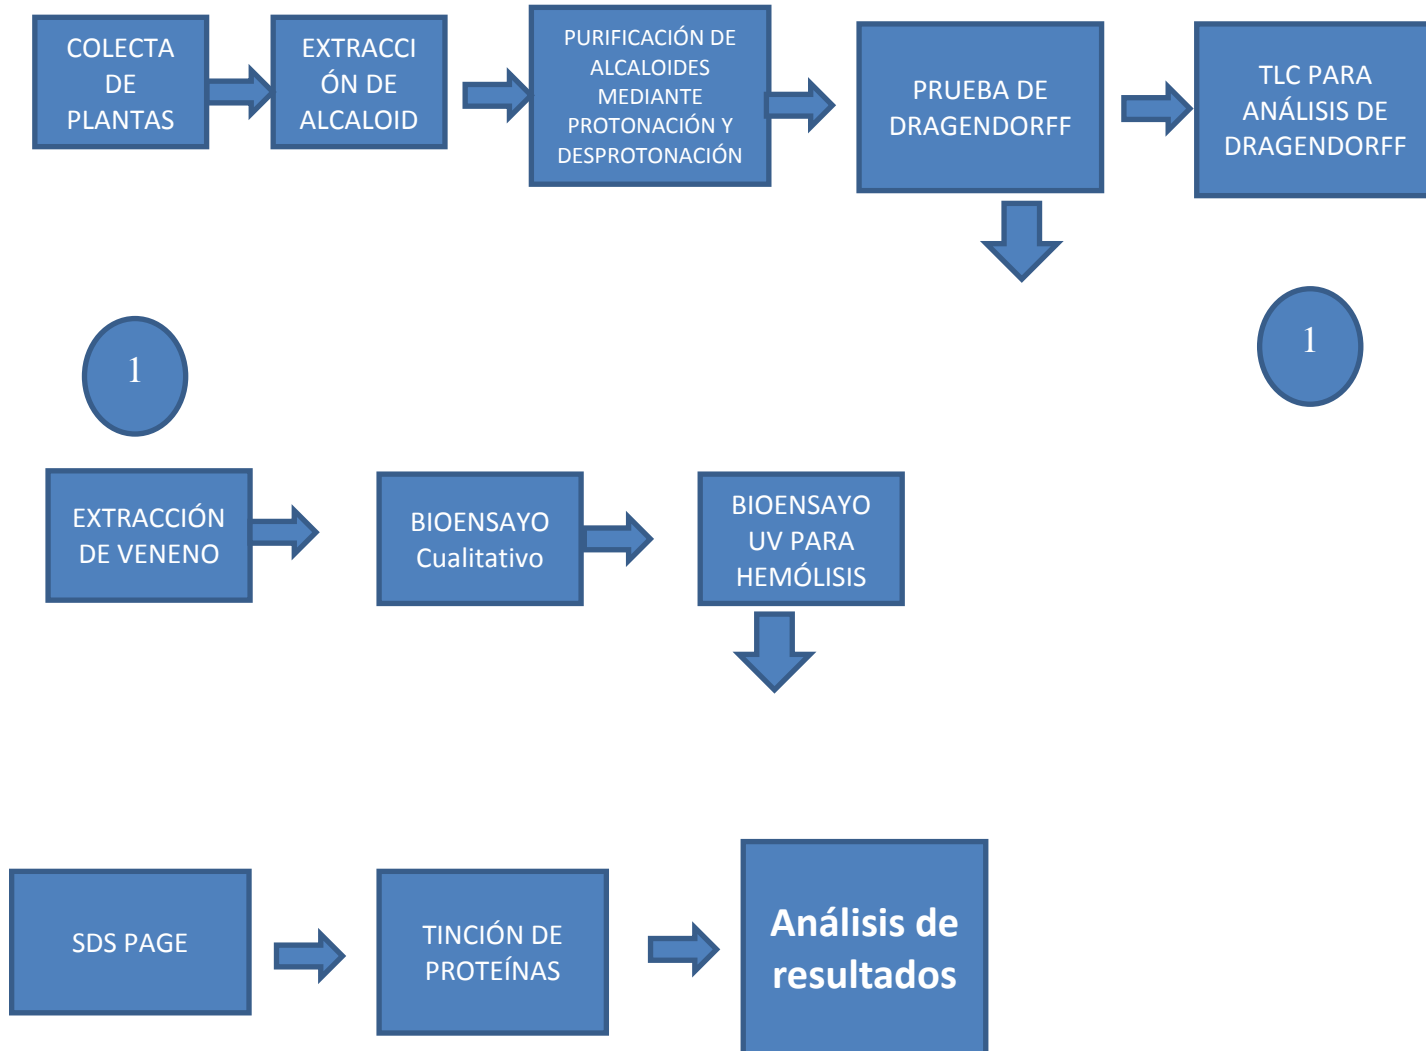 COLECTA
DE
PLANTAS
EXTRACCI
ÓN DE
ALCALOID
PURIFICACIÓN DE
ALCALOIDES
MEDIANTE
PROTONACIÓN Y
DESPROTONACIÓN
PRUEBA DE
DRAGENDORFF
TLC PARA
ANÁLISIS DE
DRAGENDORFF
1
1
EXTRACCIÓN
DE VENENO
BIOENSAYO
Cualitativo
BIOENSAYO
UV PARA
HEMÓLISIS
SDS PAGE
TINCIÓN DE
PROTEÍNAS
Análisis de
resultados